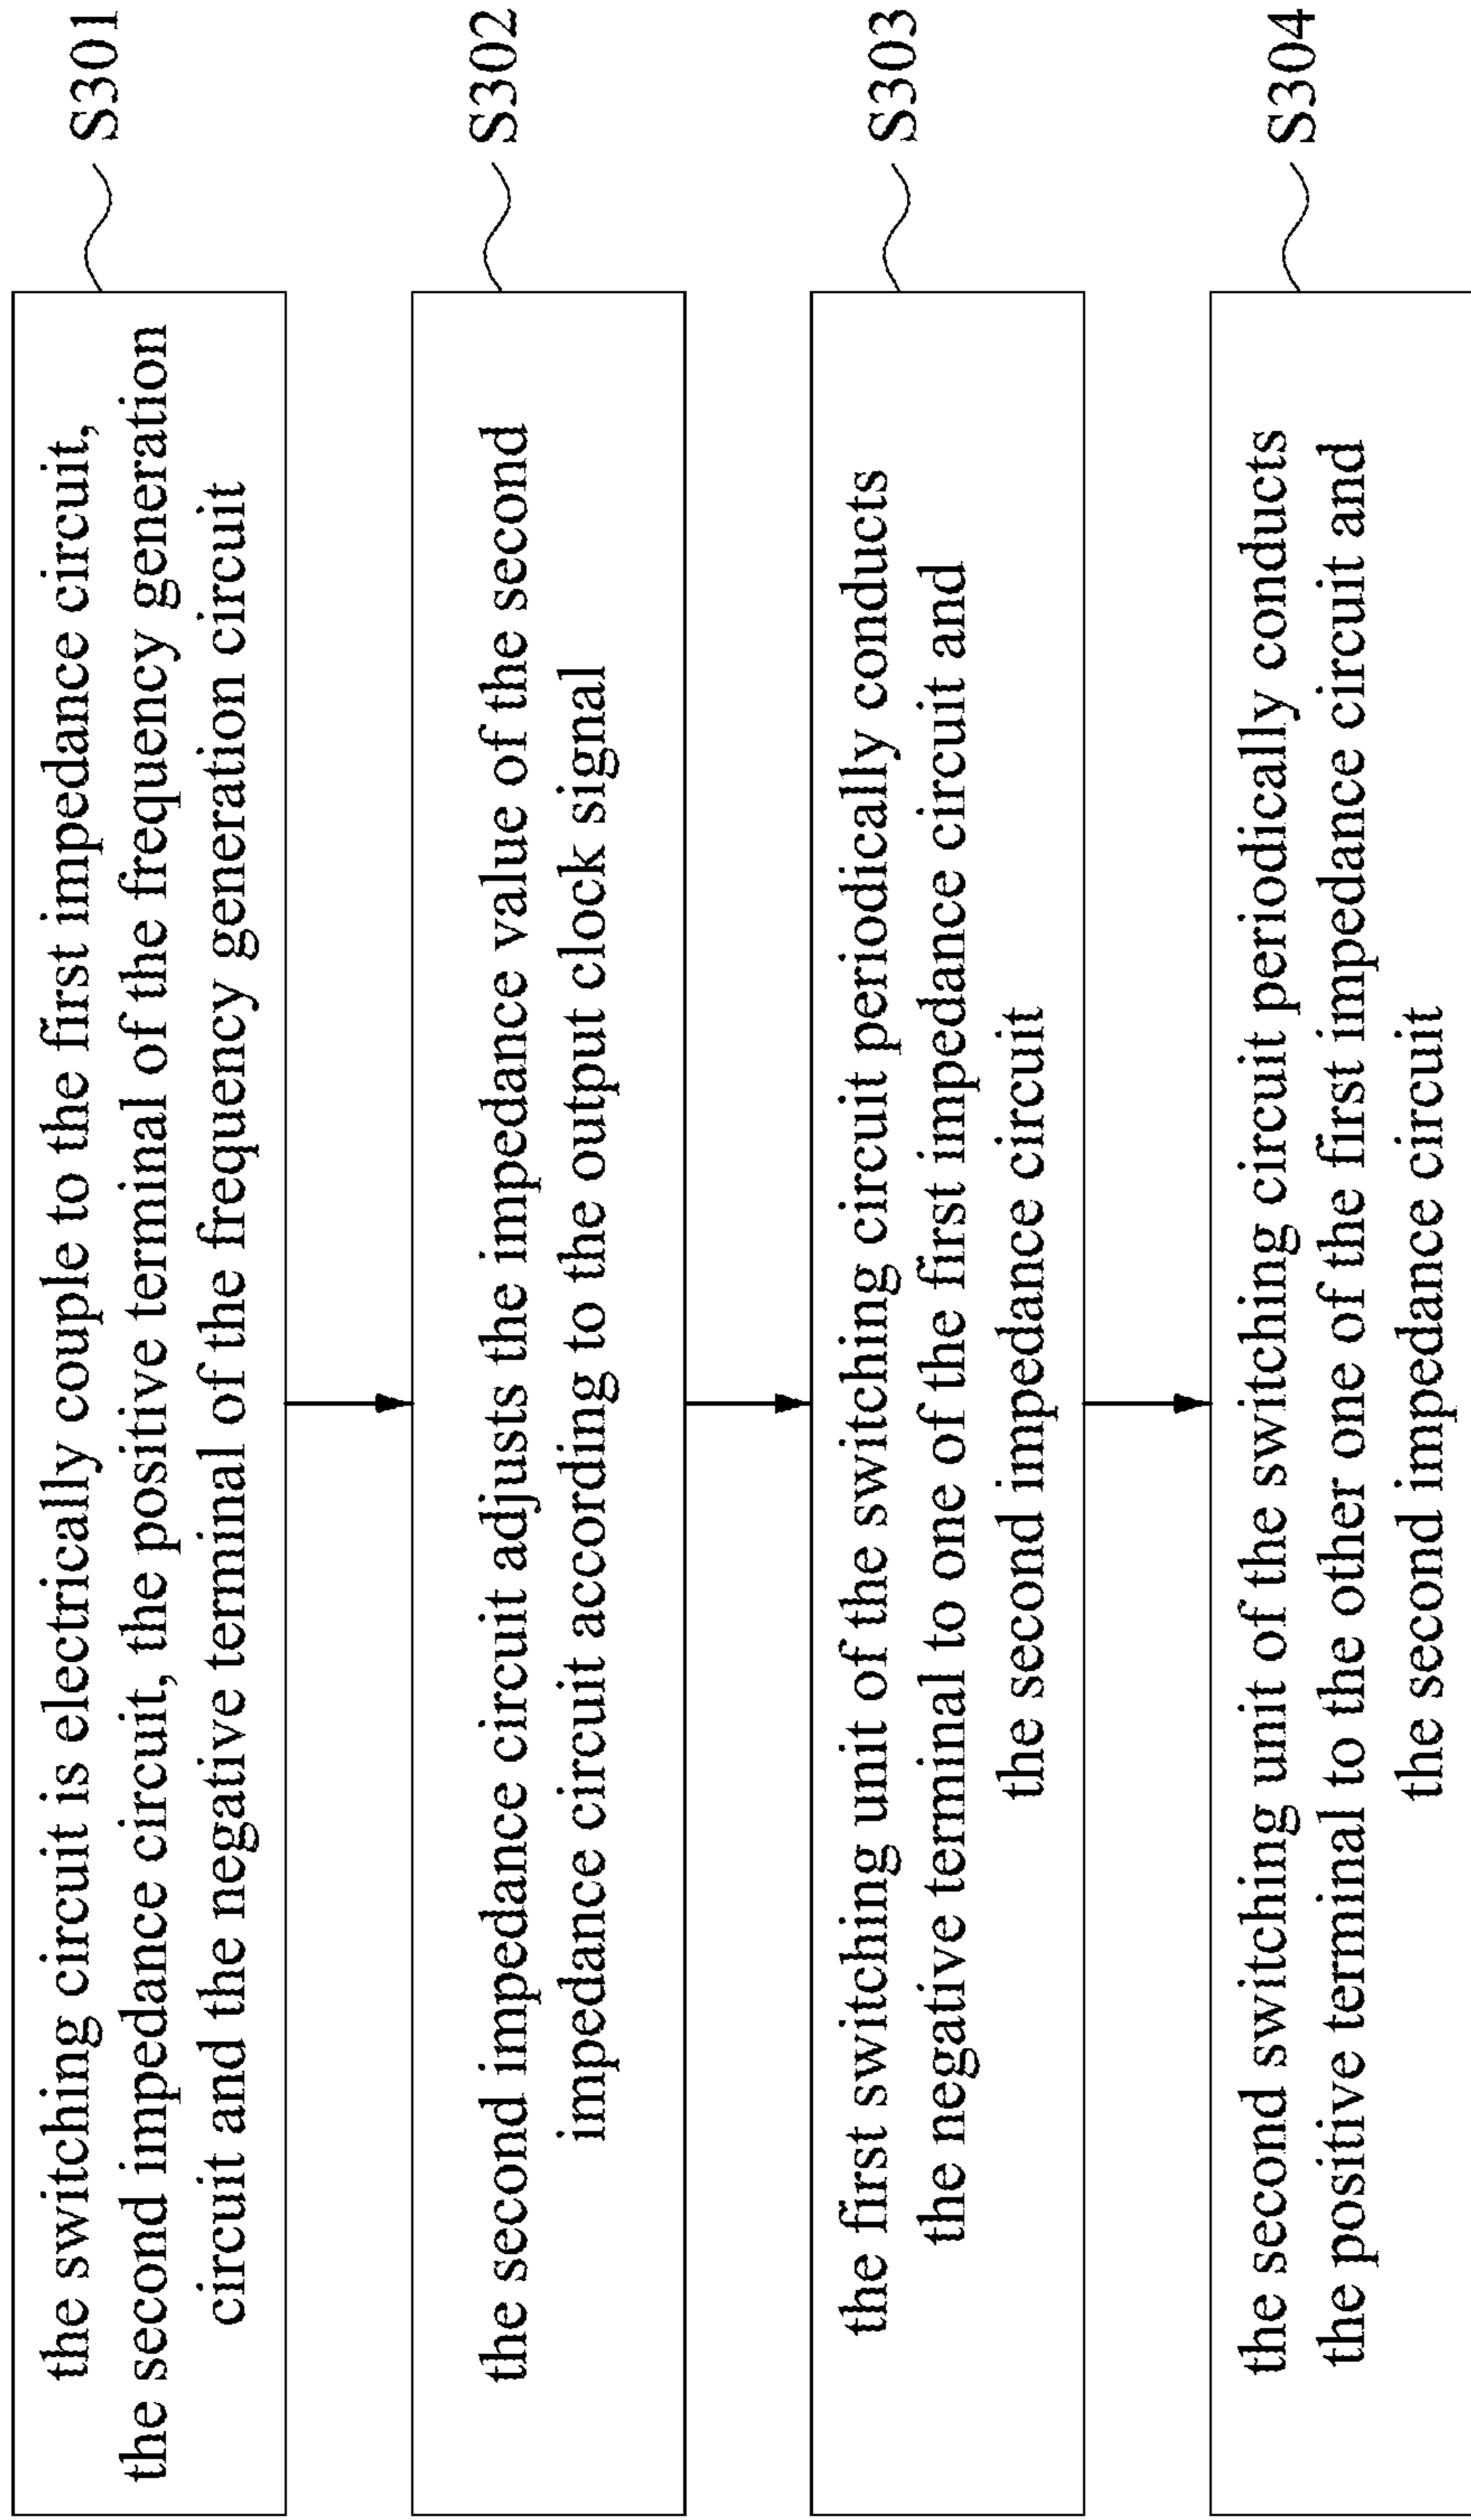 the switching circuit is electrically couple to the first impedance circuit,
the second impedance circuit, the positive terminal of the frequency generation
circuit and the negative terminal of the frequency generation circuit
S301
the second impedance circuit adjusts the impedance value of the second
impedance circuit according to the output clock signal
S302
the first switching unit of the switching circuit periodically conducts
the negative terminal to one of the first impedance circuit and
the second impedance circuit
S303
the second switching unit of the switching circuit periodically conducts
the positive terminal to the other one of the first impedance circuit and
the second impedance circuit
S304